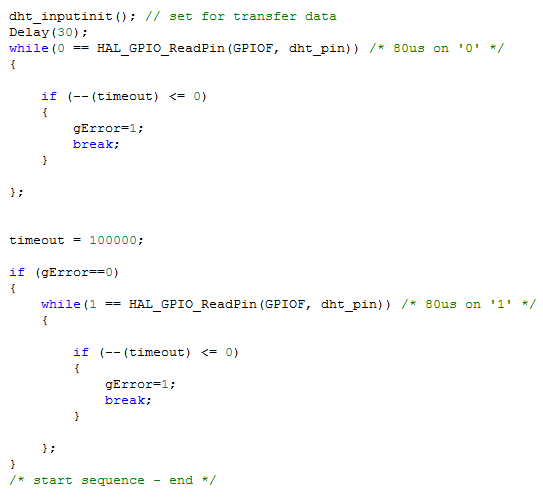 dht_inputinit(); // set for transfer data
Delay(30);
while(0 == HAL_GPIO_ReadPin(GPIOF, dht_pin)) /* 80us on '0' */
{
if (--(timeout) <= 0)
{
gError=1;
break;
}
};
timeout = 100000;
if (gError==0)
{
while(1 == HAL_GPIO_ReadPin(GPIOF, dht_pin)) /* 80us on '1' */
{
if (--(timeout) <= 0)
{
gError=1;
break;
}
};
}
/* start sequence - end */